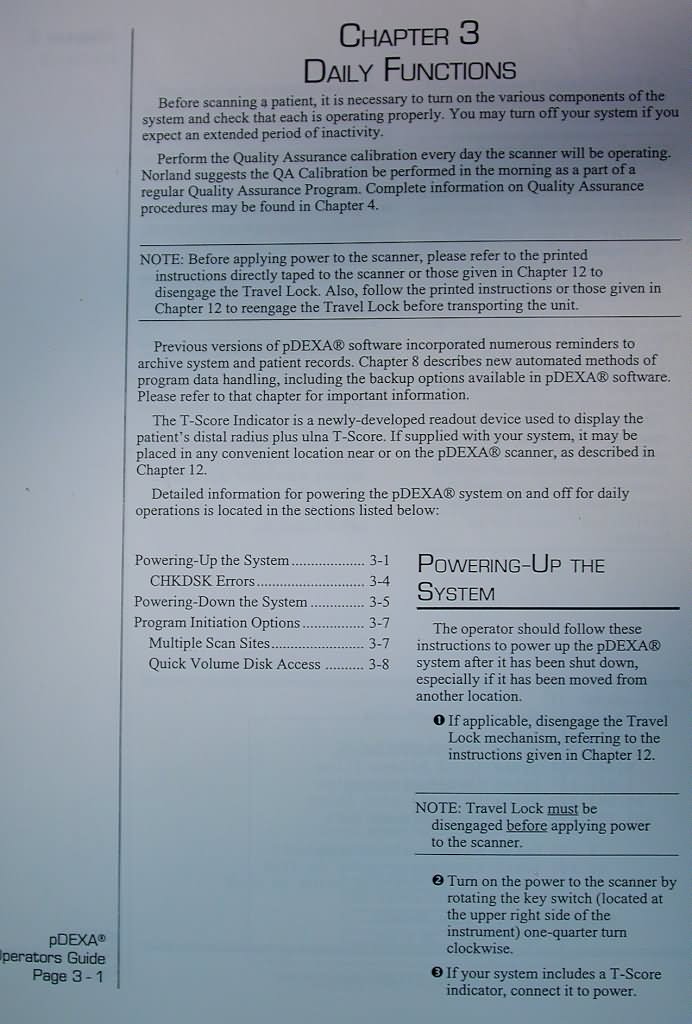 CHAPTER 3
DAILY FUNCTIONS
Before scanning a patient, it is necessary to turn on the various components of the
system and check that each is operating properly. You may turn off your system if you
expect an extended period of inactivity.
Perform the Quality Assurance calibration every day the scanner will be operating.
Norland suggests the QA Calibration be performed in the morning as a part of a
regular Quality Assurance Program. Complete information on Quality Assurance
procedures may be found in Chapter 4.
NOTE: Before applying power to the scanner, please refer to the printed
instructions directly taped to the scanner or those given in Chapter 12 to
disengage the Travel Lock. Also, follow the printed instructions or those given in
Chapter 12 to reengage the Travel Lock before transporting the unit.
Previous versions of pDEXA® software incorporated numerous reminders to
archive system and patient records. Chapter 8 describes new automated methods of
program data handling, including the backup options available in pDEXA® software.
Please refer to that chapter for important information.
The T-Score Indicator is a newly-developed readout device used to display the
patient's distal radius plus ulna T-Score. If supplied with your system, it may be
placed in any convenient location near or on the pDEXA® scanner, as described in
Chapter 12.
Detailed information for powering the pDEXA® system on and off for daily
operations is located in the sections listed below:
Powering-Up the System ................... 3-1
CHKDSK Errors ............................ 3-4
Powering-Down the System .............. 3-5
Program Initiation Options ................ 3-7
Multiple Scan Sites ........................ 3-7
Quick Volume Disk Access .......... 3-8
POWERING-UP THE
SYSTEM
The operator should follow these
instructions to power up the pDEXA®
system after it has been shut down,
especially if it has been moved from
another location.
❶ If applicable, disengage the Travel
Lock mechanism, referring to the
instructions given in Chapter 12.
NOTE: Travel Lock must be
disengaged before applying power
to the scanner.
❷ Turn on the power to the scanner by
rotating the key switch (located at
the upper right side of the
instrument) one-quarter turn
clockwise.
❸ If your system includes a T-Score
indicator, connect it to power.
pDEXA®
perators Guide
Page 3 - 1